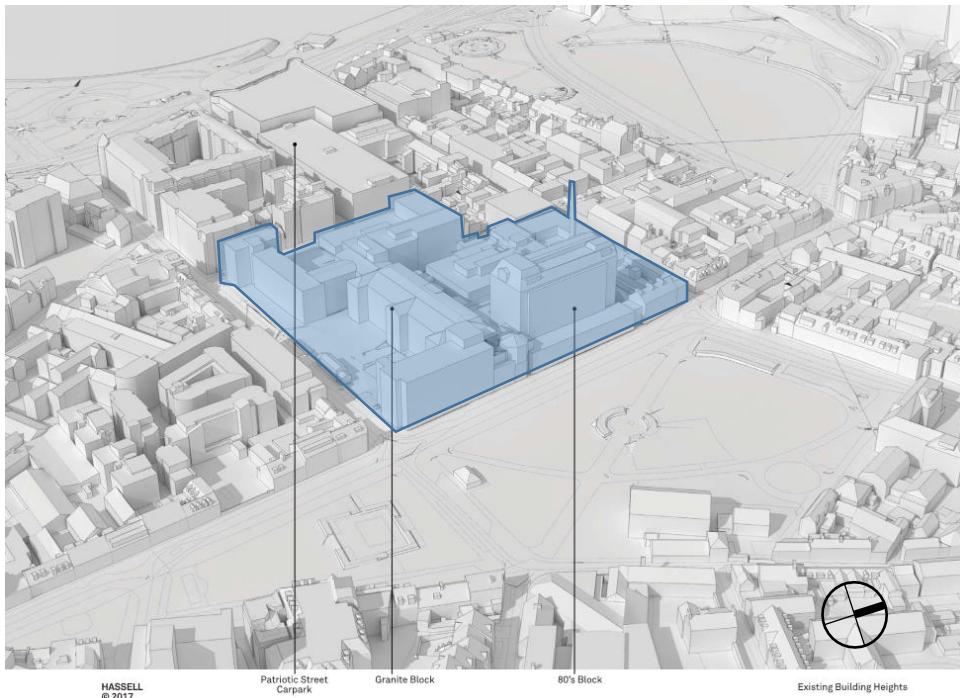 HASSELL
© 2017
Patriotic Street
Carpark
Granite Block
80's Block
Existing Building Heights